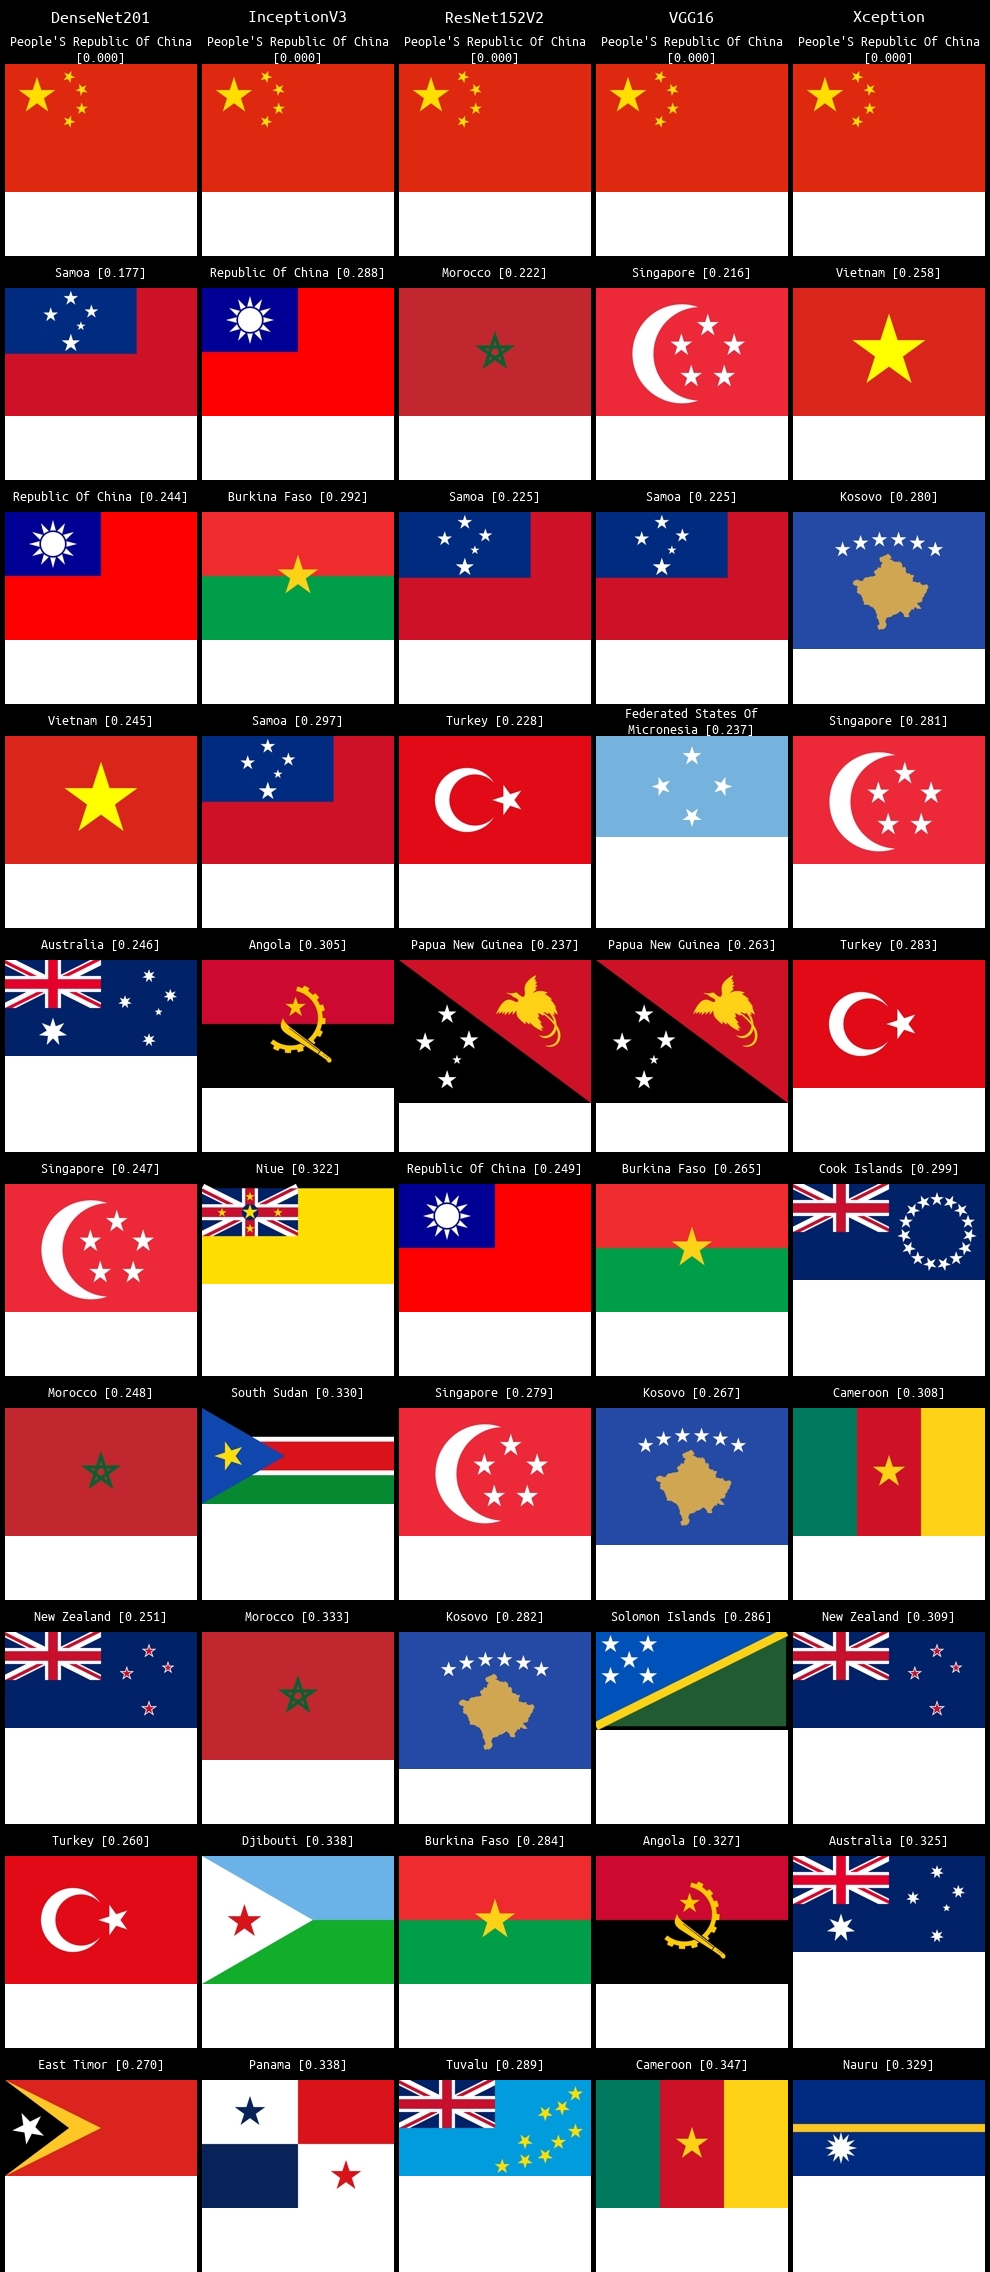 DenseNet201 InceptionV3 ResNet152V2 VGG16 Xception
People'S Republic Of China People'S Republic Of China People'S Republic Of China People'S Republic Of China People'S Republic Of China
[0.000] [0.000] [0.000] [0.000] [0.000]
Samoa [0.177] Republic Of China [0.288] Morocco [0.222] Singapore [0.216] Vietnam [0.258]
Republic Of China [0.244] Burkina Faso [0.292] Samoa [0.225] Samoa [0.225] Kosovo [0.280]
Vietnam [0.245] Samoa [0.297] Turkey [0.228] Federated States Of Micronesia [0.237] Singapore [0.281]
Australia [0.246] Angola [0.305] Papua New Guinea [0.237] Papua New Guinea [0.263] Turkey [0.283]
Singapore [0.247] Niue [0.322] Republic Of China [0.249] Burkina Faso [0.265] Cook Islands [0.299]
Morocco [0.248] South Sudan [0.330] Singapore [0.279] Kosovo [0.267] Cameroon [0.308]
New Zealand [0.251] Morocco [0.333] Kosovo [0.282] Solomon Islands [0.286] New Zealand [0.309]
Turkey [0.260] Djibouti [0.338] Burkina Faso [0.284] Angola [0.327] Australia [0.325]
East Timor [0.270] Panama [0.338] Tuvalu [0.289] Cameroon [0.347] Nauru [0.329]